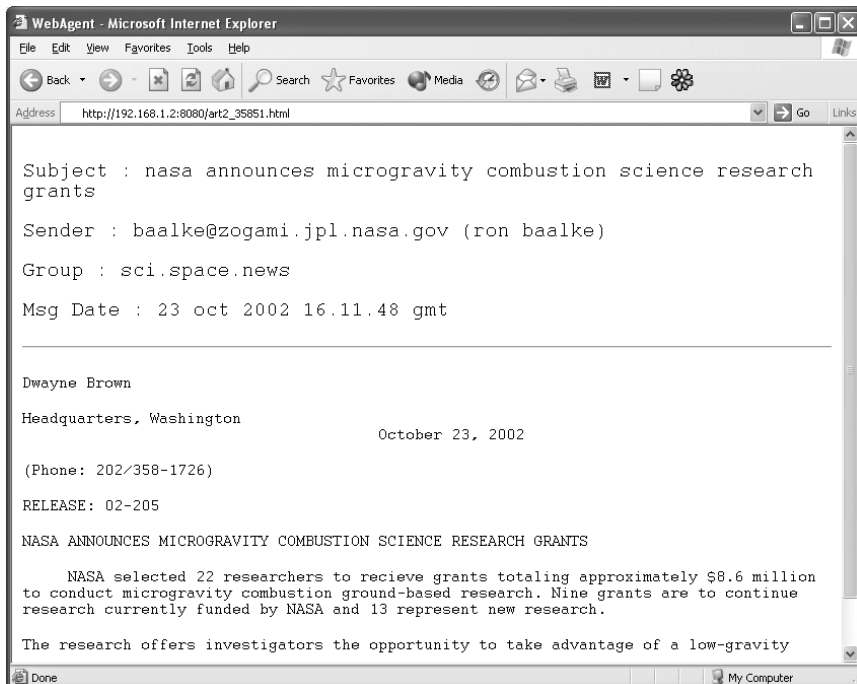 WebAgent - Microsoft Internet Explorer
File Edit View Favorites Tools Help
Back Search Favorites Media
Address http://192.168.1.2:8080/art2_35851.html Go Links
Subject : nasa announces microgravity combustion science research
grants
Sender : baalke@zogami.jpl.nasa.gov (ron baalke)
Group : sci.space.news
Msg Date : 23 oct 2002 16.11.48 gmt
Dwayne Brown
Headquarters, Washington
October 23, 2002
(Phone: 202/358-1726)
RELEASE: 02-205
NASA ANNOUNCES MICROGRAVITY COMBUSTION SCIENCE RESEARCH GRANTS
NASA selected 22 researchers to recieve grants totaling approximately $8.6 million
to conduct microgravity combustion ground-based research. Nine grants are to continue
research currently funded by NASA and 13 represent new research.
The research offers investigators the opportunity to take advantage of a low-gravity
Done My Computer